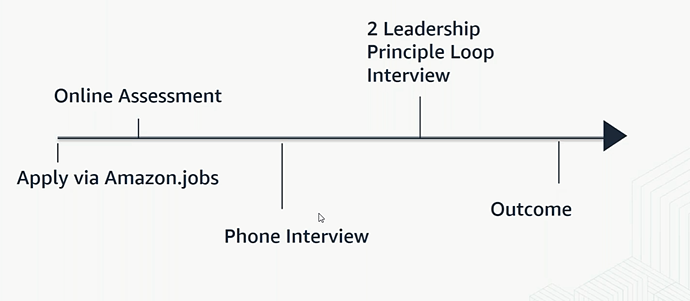 2 Leadership
Principle Loop
Interview
Online Assessment
Apply via Amazon.jobs
Phone Interview
Outcome